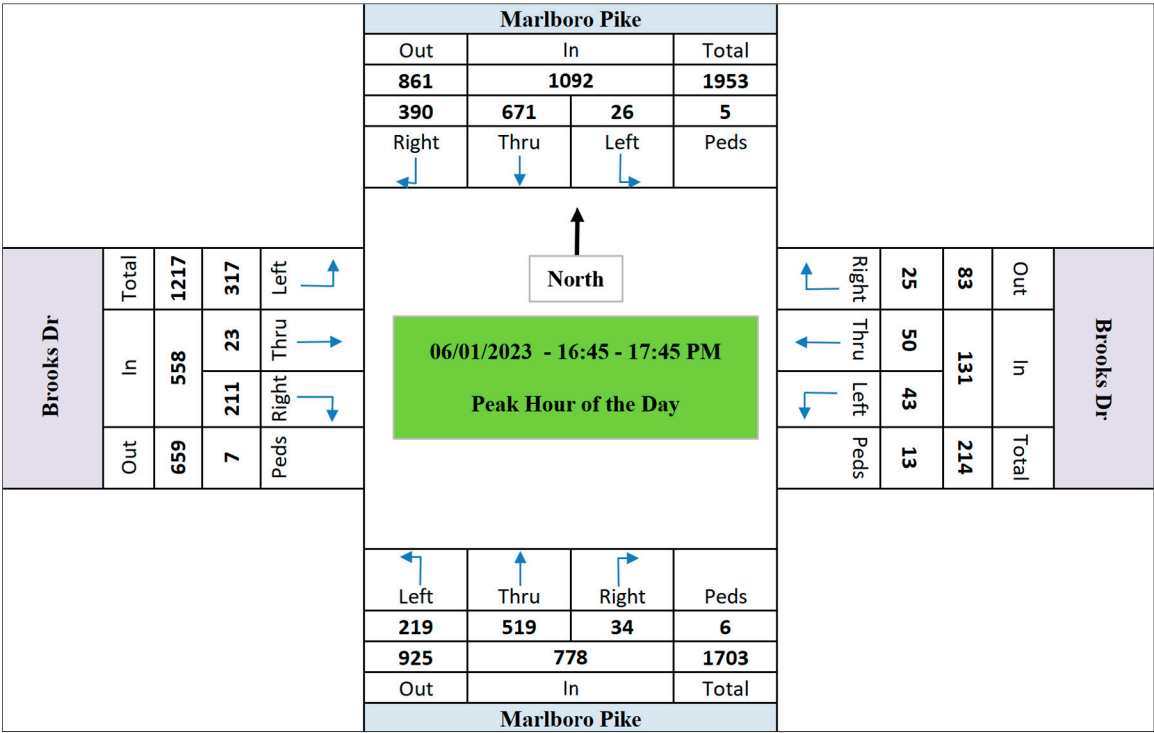 Marlboro Pike
Out In Total
861 1092 1953
390 671 26 5
Right Thru Left Peds
Brooks Dr
Total In Out
1217 558 659
317 23 211 7
Left Thru Right Peds
North
06/01/2023 - 16:45 - 17:45 PM
Peak Hour of the Day
Right Thru Left Peds
25 50 43 13
83 131 214
Out In Total
Brooks Dr
Left Thru Right Peds
219 519 34 6
925 778 1703
Out In Total
Marlboro Pike